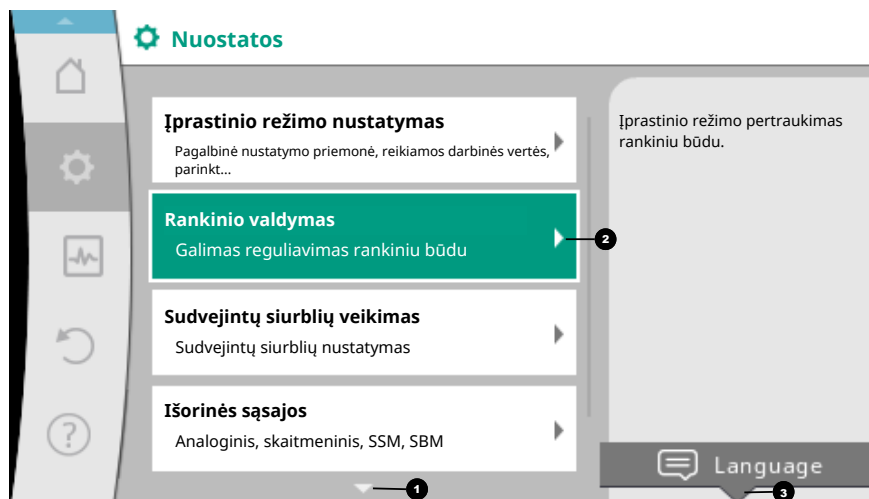 Nuostatos
Įprastinio režimo nustatymas
Pagalbinė nustatymo priemonė, reikiamos darbinės vertės,
parinkt...
Rankinio valdymas
Galimas reguliavimas rankiniu būdu
2
Sudvejintų siurblių veikimas
Sudvejintų siurblių nustatymas
Išorinės sąsajos
Analoginis, skaitmeninis, SSM, SBM
1
Įprastinio režimo pertraukimas
rankiniu būdu.
?
Language
3